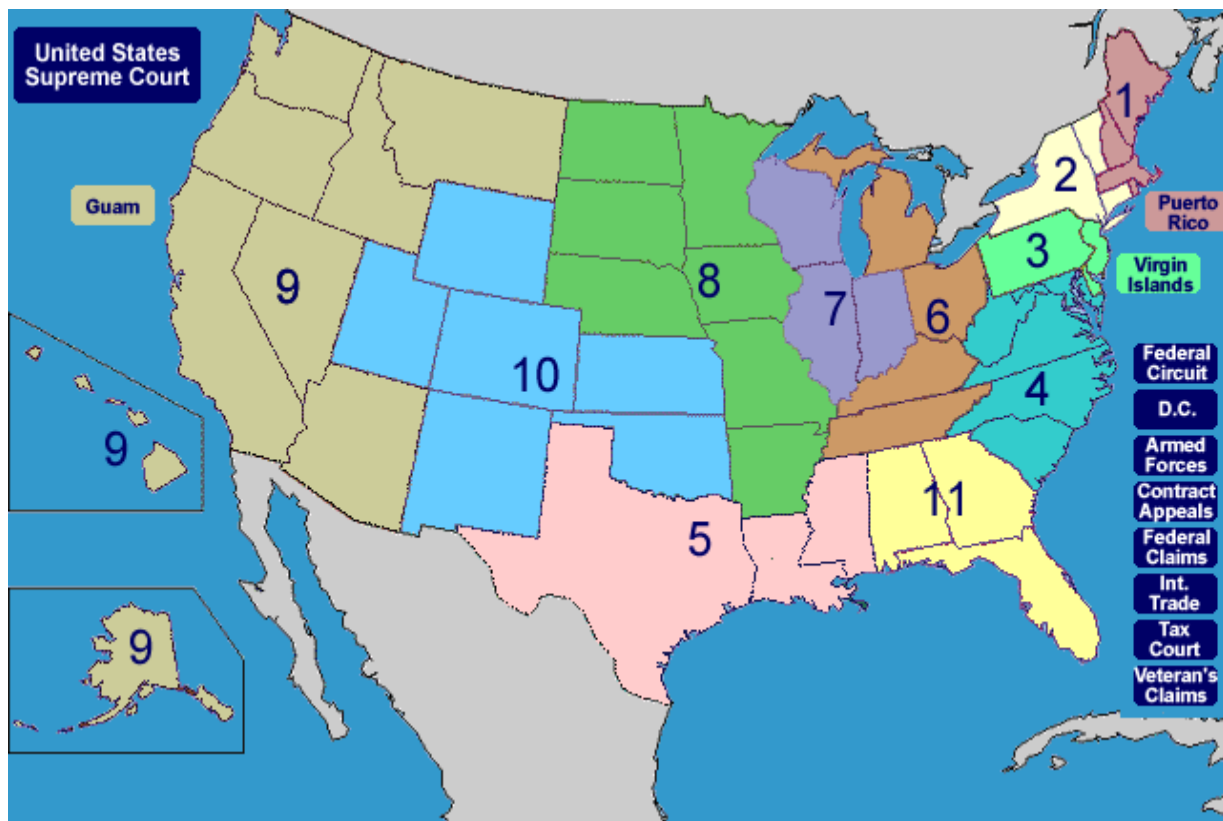 United States
Supreme Court
1
2
Guam
Puerto
Rico
3
Virgin
Islands
9
8
7
6
10
Federal
Circuit
4
D.C.
9
Armed
Forces
Contract
Appeals
11
5
Federal
Claims
Int.
Trade
9
Tax
Court
Veteran's
Claims